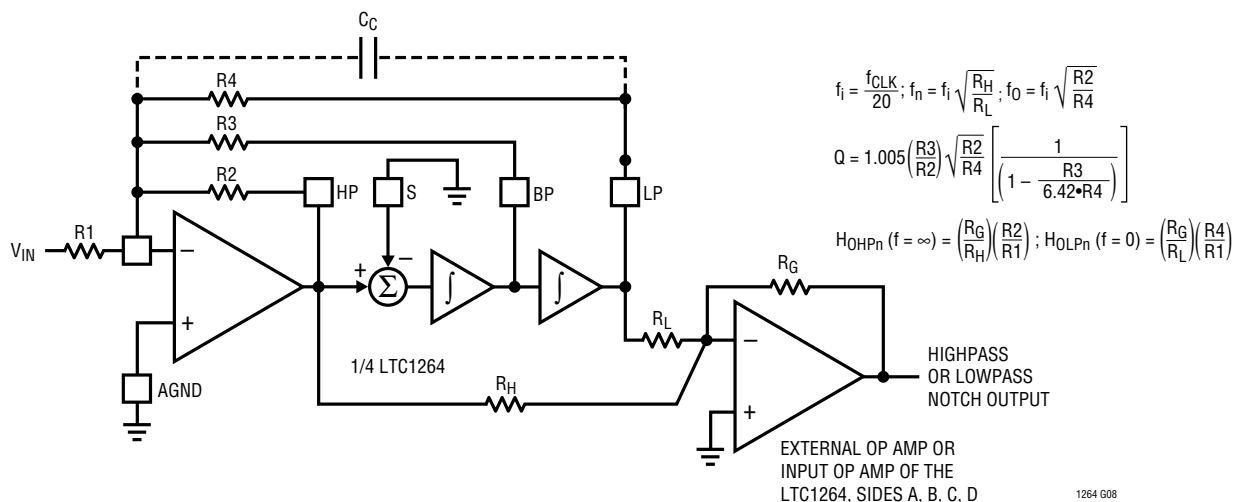 C_C
R4
R3
R2
HP
S
BP
LP
V_IN
R1
−
+
+
−
Σ
∫
∫
AGND
1/4 LTC1264
R_H
R_L
R_G
−
+
HIGHPASS
OR LOWPASS
NOTCH OUTPUT
EXTERNAL OP AMP OR
INPUT OP AMP OF THE
LTC1264, SIDES A, B, C, D
f_i = f_CLK/20 ; f_n = f_i √(R_H/R_L) ; f_O = f_i √(R2/R4)
Q = 1.005 (R3/R2) √(R2/R4) [1/(1 − R3/(6.42•R4))]
H_OHPn (f = ∞) = (R_G/R_H)(R2/R1) ; H_OLPn (f = 0) = (R_G/R_L)(R4/R1)
1264 G08